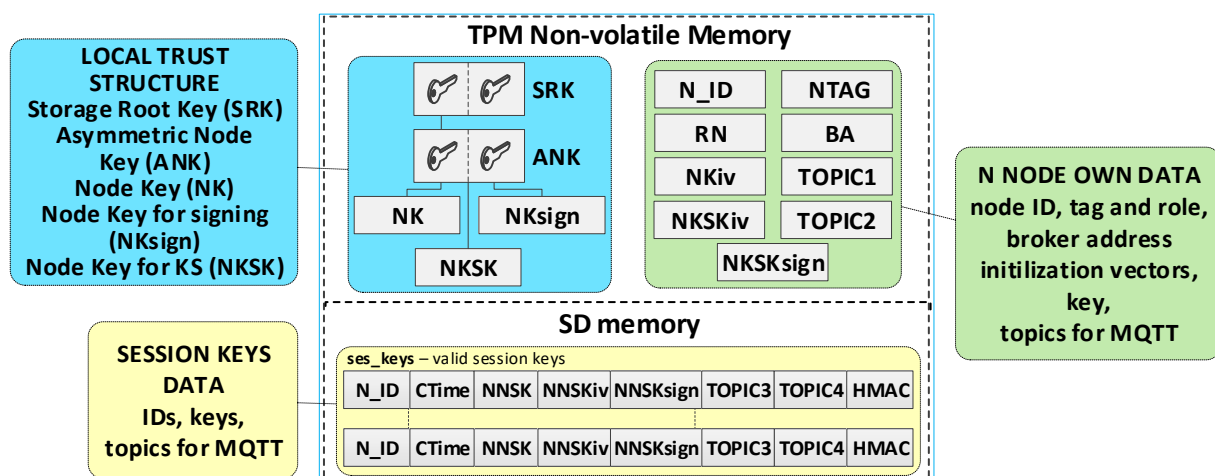 TPM Non-volatile Memory
LOCAL TRUST
STRUCTURE
Storage Root Key (SRK)
Asymmetric Node
Key (ANK)
Node Key (NK)
Node Key for signing
(NKsign)
Node Key for KS (NKSK)
SRK
ANK
NK
NKsign
NKSK
N_ID NTAG
RN BA
NKiv TOPIC1
NKSKiv TOPIC2
NKSKsign
N NODE OWN DATA
node ID, tag and role,
broker address
initilization vectors,
key,
topics for MQTT
SD memory
SESSION KEYS
DATA
IDs, keys,
topics for MQTT
ses_keys – valid session keys
N_ID CTime NNSK NNSKiv NNSKsign TOPIC3 TOPIC4 HMAC
N_ID CTime NNSK NNSKiv NNSKsign TOPIC3 TOPIC4 HMAC